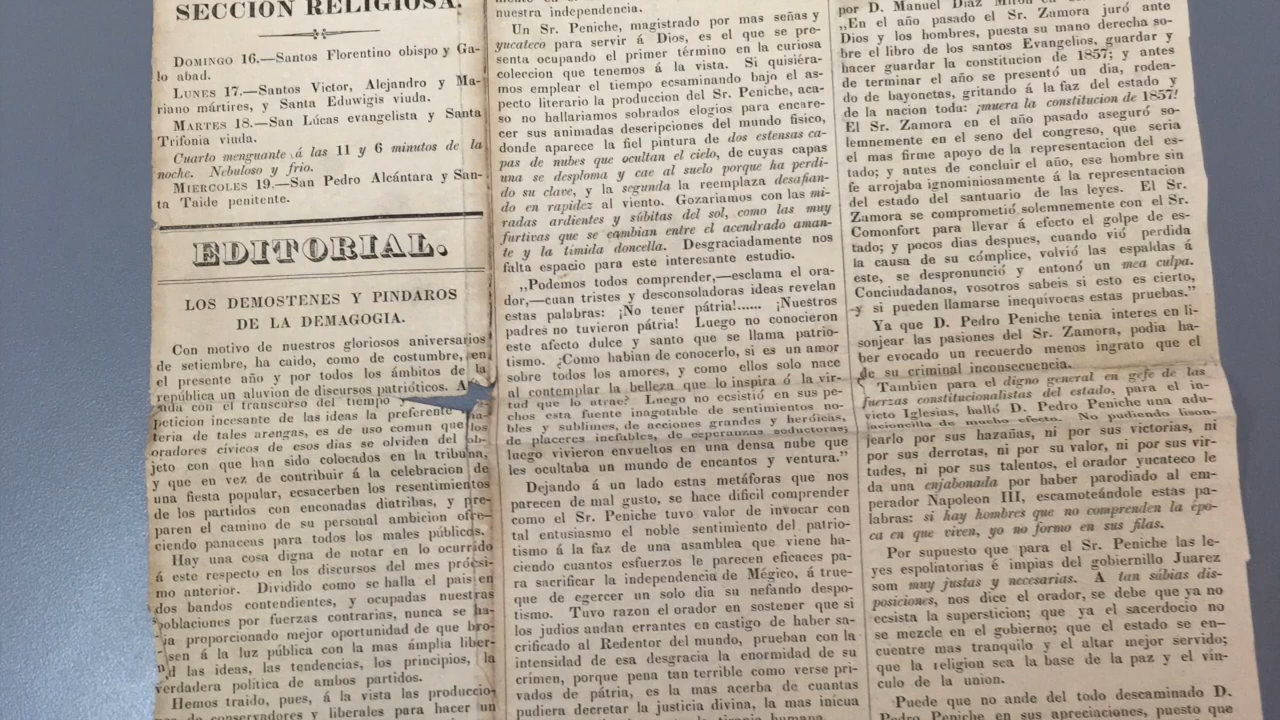 SECCION RELIGIOSA.
DOMINGO 16.—Santos Florentino obispo y Ga-
lo abad.
LUNES 17.—Santos Victor, Alejandro y Ma-
riano mártires, y Santa Eduwigis viuda.
MARTES 18.—San Lúcas evangelista y Santa
Trifonia viuda.
Cuarto menguante á las 11 y 6 minutos de la
noche. Nebuloso y frio.
MIERCOLES 19.—San Pedro Alcántara y San-
ta Taide penitente.
EDITORIAL.
LOS DEMOSTENES Y PINDAROS
DE LA DEMAGOGIA.
Con motivo de nuestros gloriosos aniversarios
de setiembre, ha caido, como de costumbre, en
el presente año y por todos los ámbitos de la
república un aluvion de discursos patrióticos. A
con el transcurso del tiempo y
peticion incesante de las ideas la preferente
teria de tales arengas, es de uso comun que los
oradores cívicos de esos dias se olviden del ob-
jeto con que han sido colocados en la tribuna,
y que en vez de contribuir á la celebracion de
una fiesta popular, ecsacerben los resentimientos
de los partidos con enconadas diatribas, y pre-
paren el camino de su personal ambicion ofre-
ciendo panaceas para todos los males públicos.
Hay una cosa digna de notar en lo ocurrido
á este respecto en los discursos del mes prócsi-
mo anterior. Dividido como se halla el pais en
dos bandos contendientes, y ocupadas nuestras
poblaciones por fuerzas contrarias, nunca se ha-
ia proporcionado mejor oportunidad de que bro-
sen á la luz pública con la mas ámplia liber-
d las ideas, las tendencias, los principios, la
verdadera política de ambos partidos.
Hemos traido, pues, á la vista las produccio-
conservadores y liberales para hacer un
nuestra independencia.
Un Sr. Peniche, magistrado por mas señas y
yucateco para servir á Dios, es el que se pre-
senta ocupando el primer término en la curiosa
coleccion que tenemos á la vista. Si quisiéra-
mos emplear el tiempo ecsaminando bajo el as-
pecto literario la produccion del Sr. Peniche, aca-
so no hallariamos sobrados elogios para encare-
cer sus animadas descripciones del mundo fisico,
donde aparece la fiel pintura de dos estensas ca-
pas de nubes que ocultan el cielo, de cuyas capas
una se desploma y cae al suelo porque ha perdi-
do su clave, y la segunda la reemplaza desafian-
do en rapidez al viento. Gozariamos con las mi-
radas ardientes y súbitas del sol, como las muy
furtivas que se cambian entre el acendrado aman-
te y la timida doncella. Desgraciadamente nos
falta espacio para este interesante estudio.
„Podemos todos comprender,—esclama el ora-
dor,—cuan tristes y desconsoladoras ideas revelan
estas palabras: ¡No tener pátria!...... ¡Nuestros
padres no tuvieron pátria! Luego no conocieron
este afecto dulce y santo que se llama patrio-
tismo. ¿Como habian de conocerlo, si es un amor
sobre todos los amores, y como ellos solo nace
al contemplar la belleza que lo inspira ó la vir-
tud que lo atrae? Luego no ecsistió en sus pe-
chos esta fuente inagotable de sentimientos no-
bles y sublimes, de acciones grandes y heróicas,
de placeres inefables, de esperanzas seductoras;
luego vivieron envueltos en una densa nube que
les ocultaba un mundo de encantos y ventura.”
Dejando á un lado estas metáforas que nos
parecen de mal gusto, se hace dificil comprender
como el Sr. Peniche tuvo valor de invocar con
tal entusiasmo el noble sentimiento del patrio-
tismo á la faz de una asamblea que viene ha-
ciendo cuantos esfuerzos le parecen eficaces pa-
ra sacrificar la independencia de Mégico, á true-
que de egercer un solo dia su nefando despo-
tismo. Tuvo razon el orador en sostener que si
los judios andan errantes en castigo de haber sa-
crificado al Redentor del mundo, prueban con la
intensidad de esa desgracia la enormidad de su
crimen, porque pena tan terrible como verse pri-
vados de pátria, es la mas acerba de cuantas
pudiera decretar la justicia divina, la mas inicua
por D. Manuel Diaz Miron
„En el año pasado el Sr. Zamora juró ante
Dios y los hombres, puesta su mano derecha so-
bre el libro de los santos Evangelios, guardar y
hacer guardar la constitucion de 1857; y antes
de terminar el año se presentó un dia, rodea-
do de bayonetas, gritando á la faz del estado y
de la nacion toda: ¡muera la constitucion de 1857!
El Sr. Zamora en el año pasado aseguró so-
lemnemente en el seno del congreso, que seria
el mas firme apoyo de la representacion del es-
tado; y antes de concluir el año, ese hombre sin
fe arrojaba ignominiosamente á la representacion
del estado del santuario de las leyes. El Sr.
Zamora se comprometió solemnemente con el Sr.
Comonfort para llevar á efecto el golpe de es-
tado; y pocos dias despues, cuando vió perdida
la causa de su cómplice, volvió las espaldas á
este, se despronunció y entonó un mea culpa.
Conciudadanos, vosotros sabeis si esto es cierto,
y si pueden llamarse inequívocas estas pruebas.”
Ya que D. Pedro Peniche tenia interes en li-
sonjear las pasiones del Sr. Zamora, podia ha-
ber evocado un recuerdo menos ingrato que el
de su criminal inconsecuencia.
Tambien para el digno general en gefe de las
fuerzas constitucionalistas del estado, para el in-
victo Iglesias, halló D. Pedro Peniche una adu-
lacioncilla de mucho efecto. No pudiendo lison-
jearlo por sus hazañas, ni por sus victorias, ni
por sus derrotas, ni por su valor, ni por sus vir-
tudes, ni por sus talentos, el orador yucateco le
da una enjabonada por haber parodiado al em-
perador Napoleon III, escamoteándole estas pa-
labras: si hay hombres que no comprenden la épo-
ca en que viven, yo no formo en sus filas.
Por supuesto que para el Sr. Peniche las le-
yes espoliatorias é impias del gobiernillo Juarez
son muy justas y necesarias. A tan sábias dis-
posiciones, nos dice el orador, se debe que ya no
ecsista la supersticion; que ya el sacerdocio no
se mezcle en el gobierno; que el estado se en-
cuentre mas tranquilo y el altar mejor servido;
que la religion sea la base de la paz y el vin-
culo de la union.
Puede que no ande del todo descaminado D.
Pedro Peniche en sus apreciaciones, puesto que